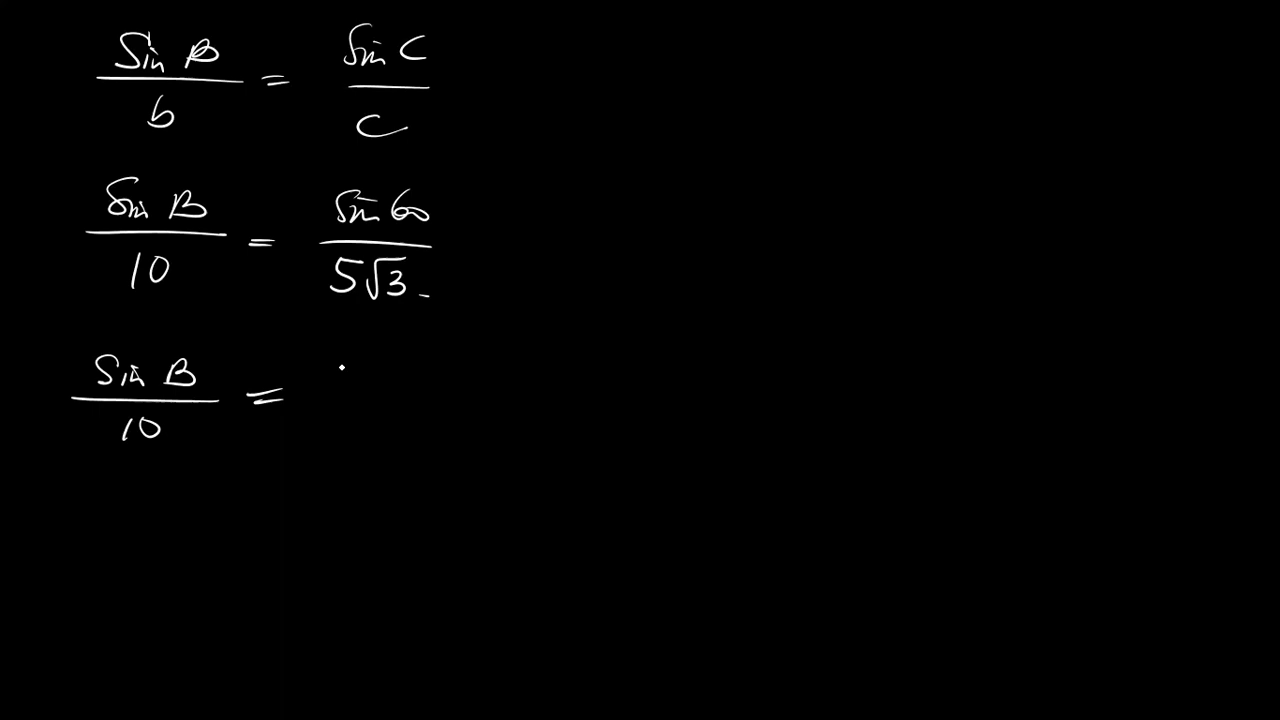 Sin B / b = Sin C / c
Sin B / 10 = Sin 60 / 5√3
Sin B / 10 =